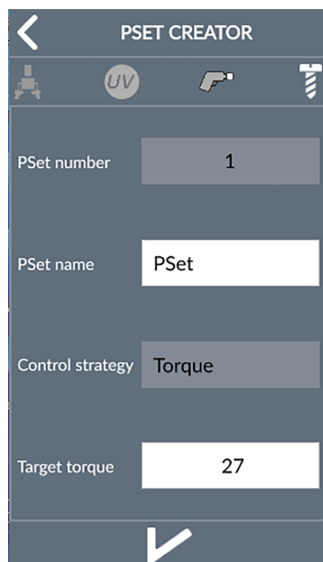 PSET CREATOR
UV
PSet number 1
PSet name PSet
Control strategy Torque
Target torque 27